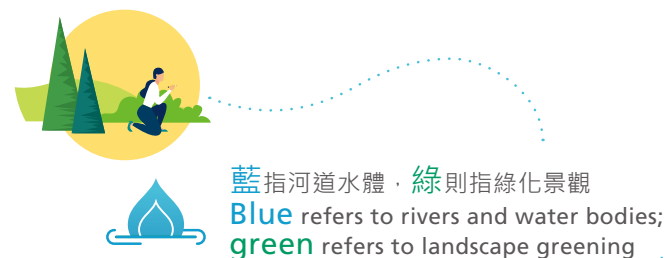 藍指河道水體，綠則指綠化景觀
Blue refers to rivers and water bodies;
green refers to landscape greening